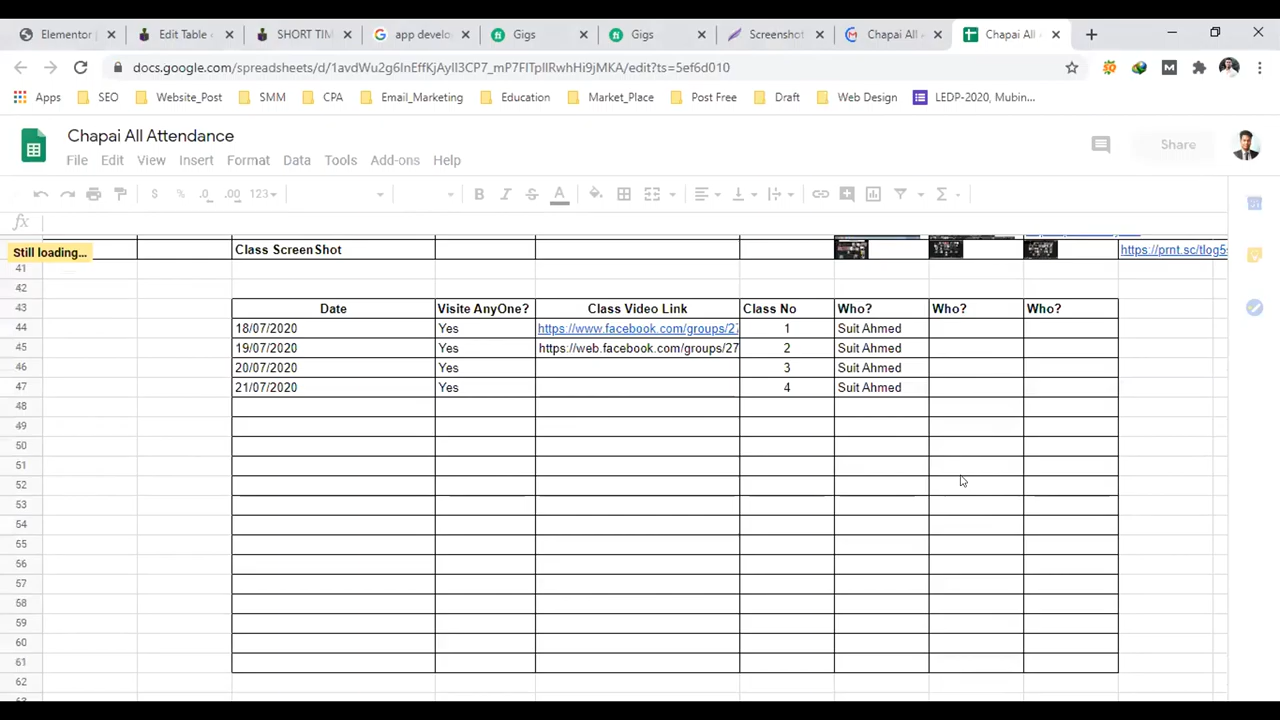 Elementor
Edit Table
SHORT TIM
app develo
Gigs
Gigs
Screenshot
Chapai All A
Chapai All
docs.google.com/spreadsheets/d/1avdWu2g6InEffKjAyIl3CP7_mP7FlTpllRwhHi9jMKA/edit?ts=5ef6d010
Apps SEO Website_Post SMM CPA Email_Marketing Education Market_Place Post Free Draft Web Design LEDP-2020, Mubin...
Chapai All Attendance
Share
File Edit View Insert Format Data Tools Add-ons Help
$ % .0 .00 123
fx
Still loading...
Class ScreenShot https://prnt.sc/tlog5
41
42
43 Date Visite AnyOne? Class Video Link Class No Who? Who? Who?
44 18/07/2020 Yes https://www.facebook.com/groups/27 1 Suit Ahmed
45 19/07/2020 Yes https://web.facebook.com/groups/27 2 Suit Ahmed
46 20/07/2020 Yes 3 Suit Ahmed
47 21/07/2020 Yes 4 Suit Ahmed
48
49
50
51
52
53
54
55
56
57
58
59
60
61
62